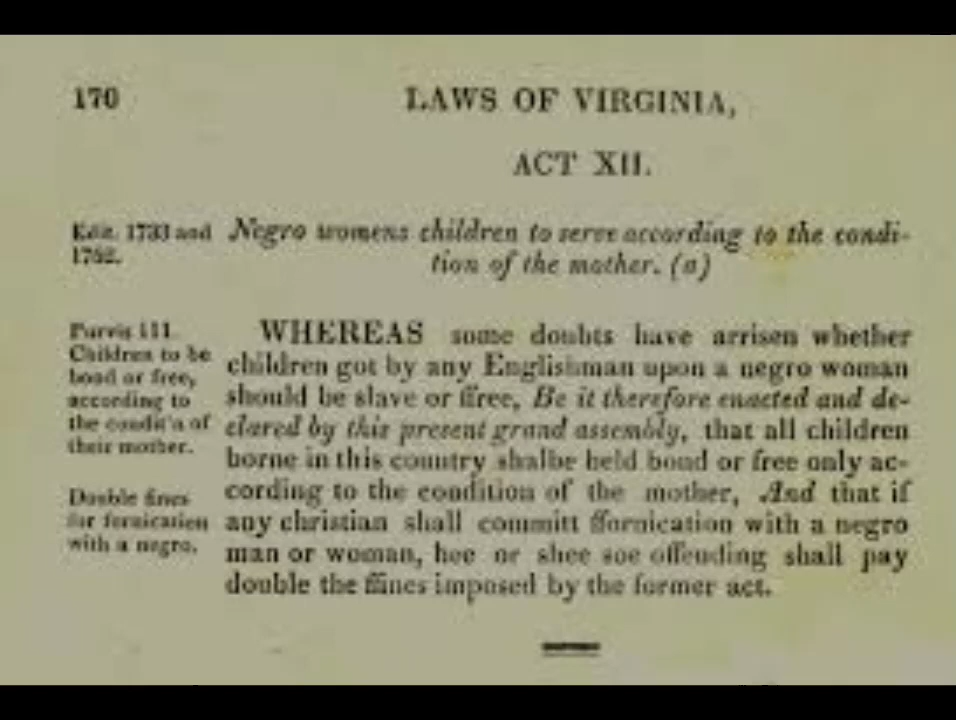 170
LAWS OF VIRGINIA,
ACT XII.
Edit. 1733 and
1752.
Negro womens children to serve according to the condi-
tion of the mother. (a)
Purvis 111.
Children to be
bond or free,
according to
the condit'n of
their mother.
Double fines
for fornication
with a negro.
WHEREAS some doubts have arrisen whether
children got by any Englishman upon a negro woman
should be slave or ffree, Be it therefore enacted and de-
clared by this present grand assembly, that all children
borne in this country shalbe held bond or free only ac-
cording to the condition of the mother, And that if
any christian shall committ ffornication with a negro
man or woman, hee or shee soe offending shall pay
double the ffines imposed by the former act.